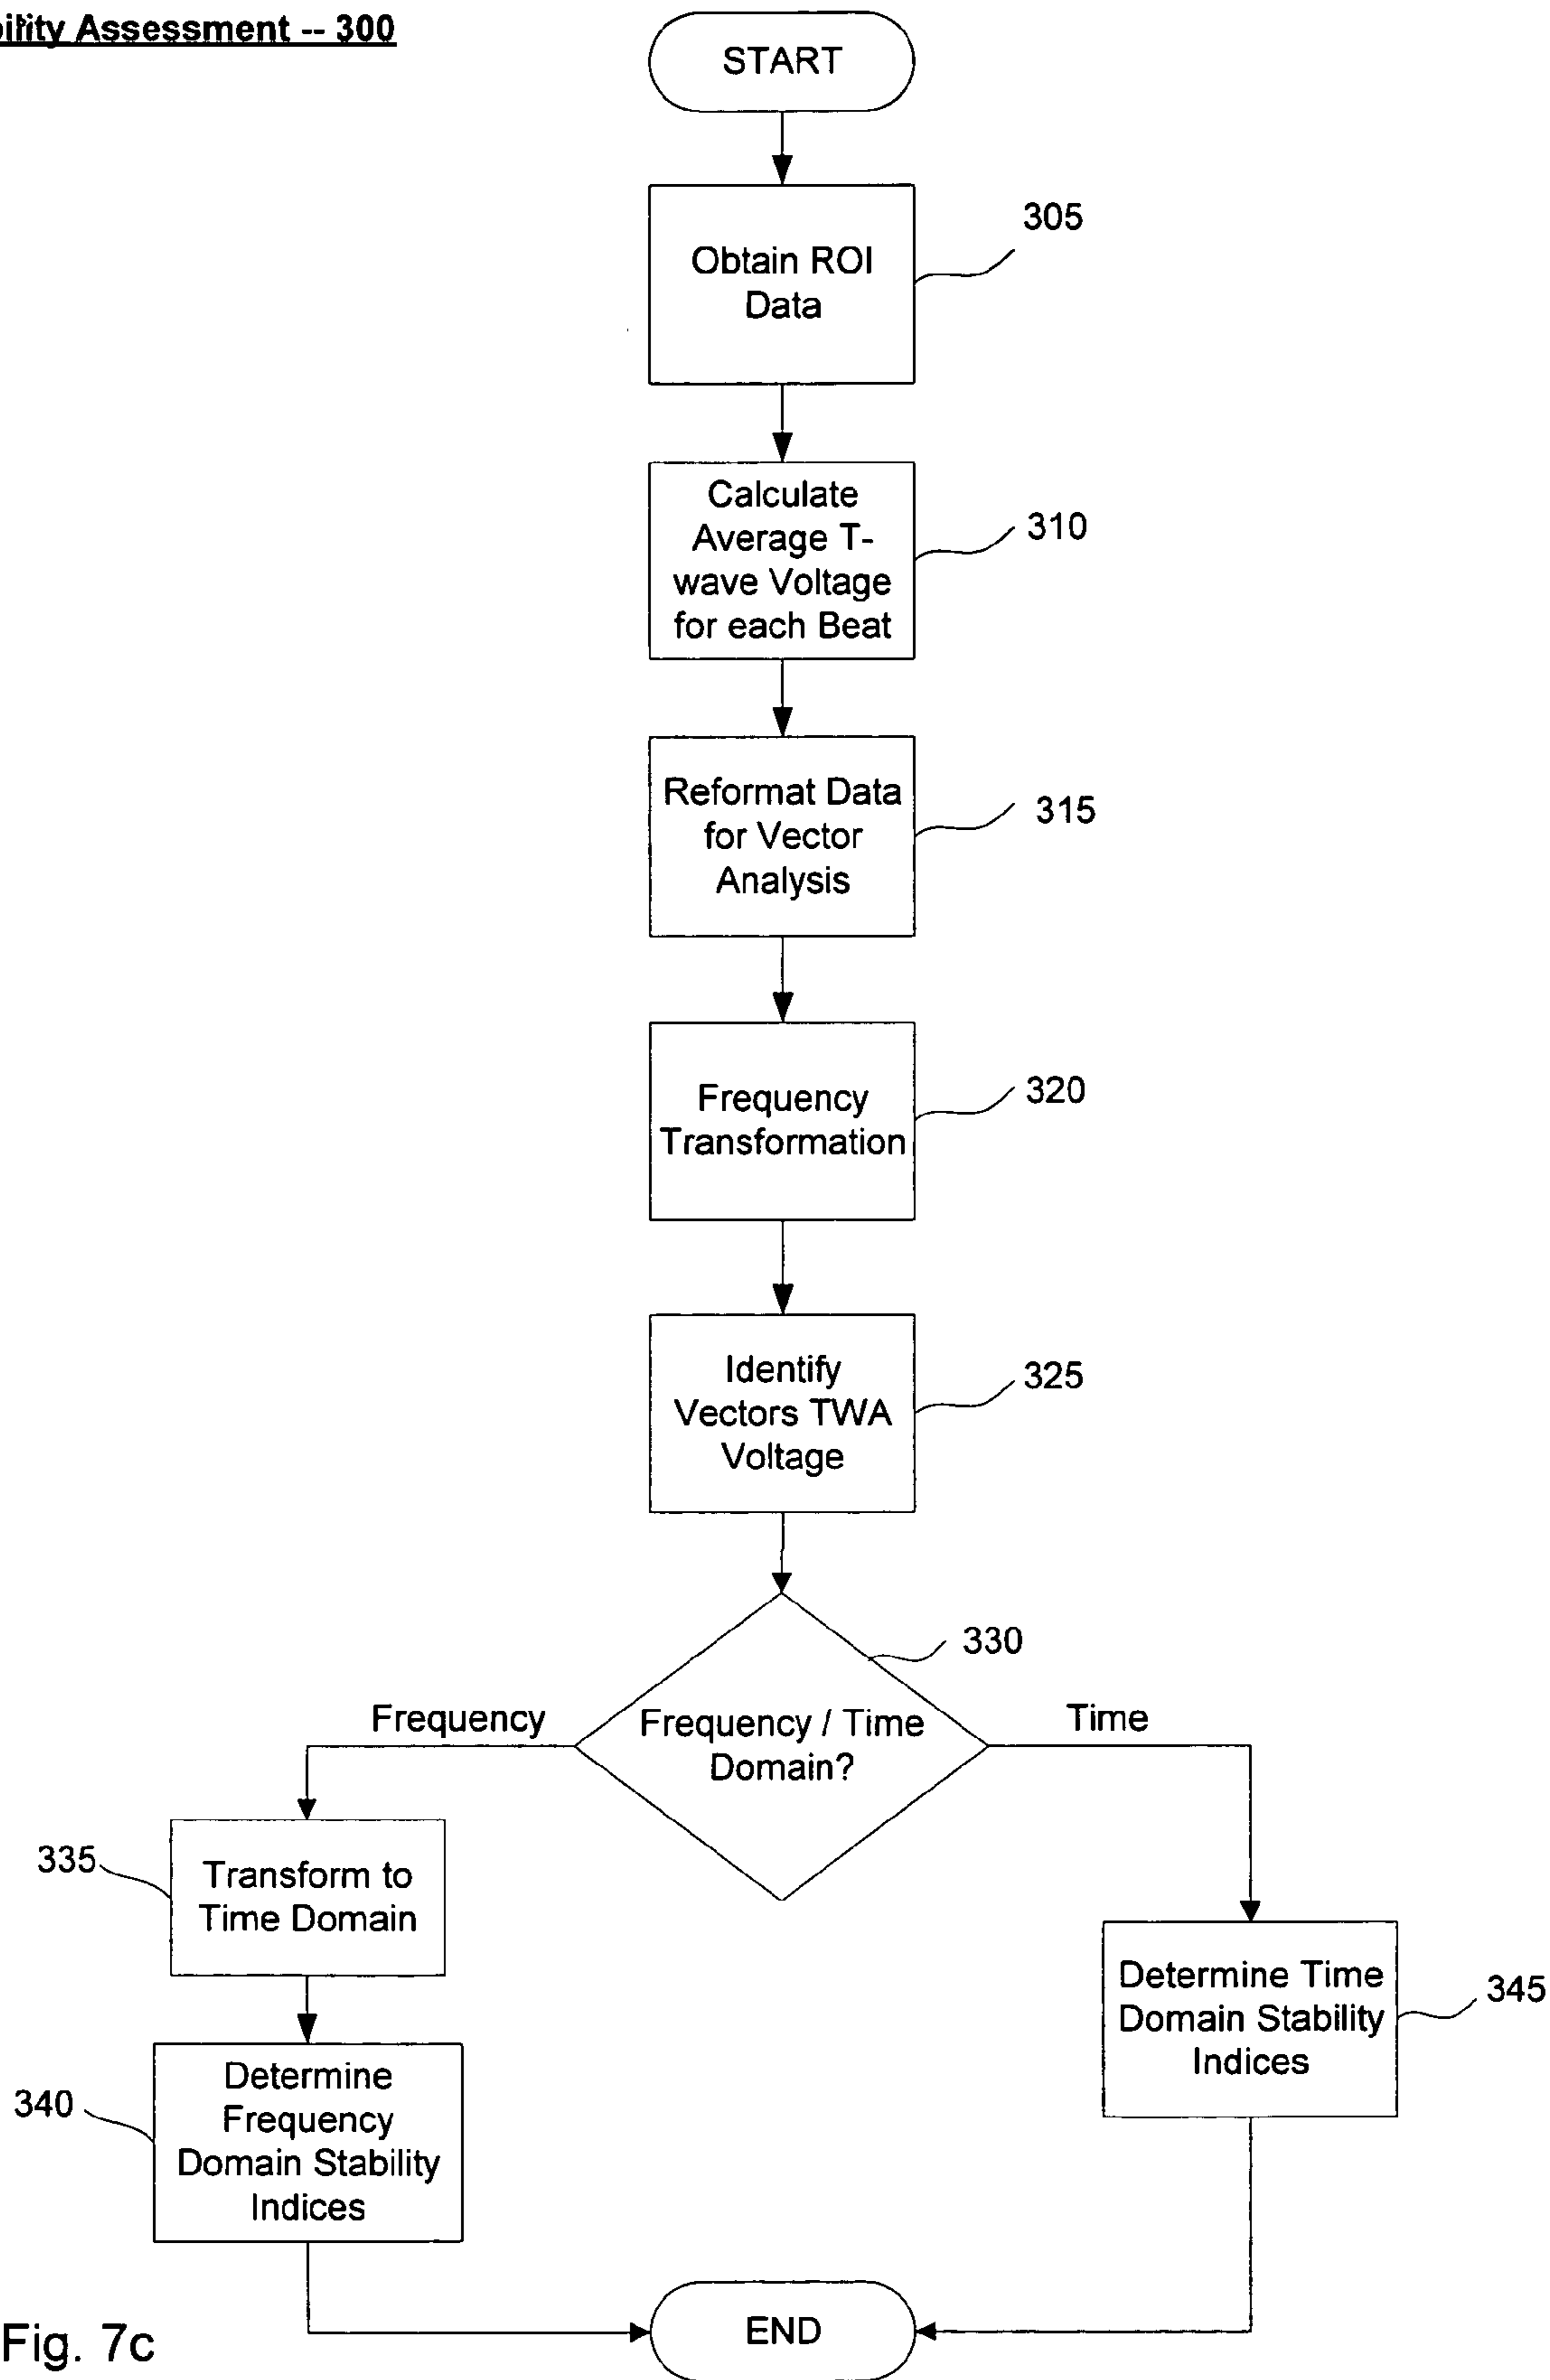 Assessment -- 300
START
305
Obtain ROI
Data
310
Calculate
Average T-
wave Voltage
for each Beat
315
Reformat Data
for Vector
Analysis
320
Frequency
Transformation
325
Identify
Vectors TWA
Voltage
330
Frequency
Frequency / Time
Domain?
Time
335
Transform to
Time Domain
345
Determine Time
Domain Stability
Indices
340
Determine
Frequency
Domain Stability
Indices
END
Fig. 7c